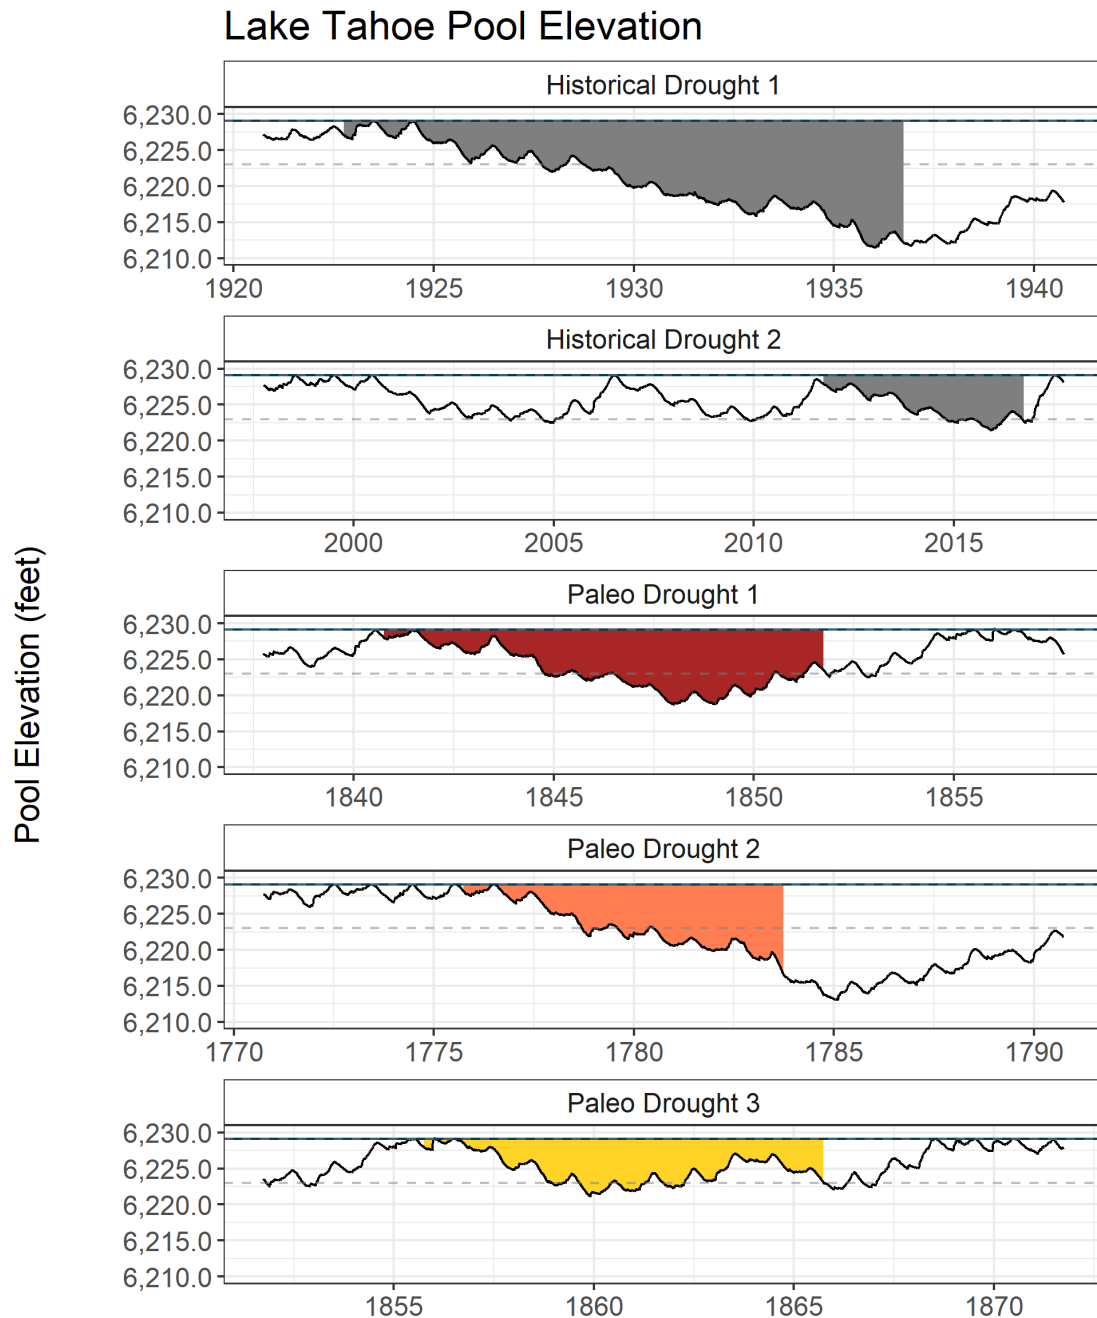 Lake Tahoe Pool Elevation
Pool Elevation (feet)
Historical Drought 1
6,230.0
6,225.0
6,220.0
6,215.0
6,210.0
1920 1925 1930 1935 1940
Historical Drought 2
6,230.0
6,225.0
6,220.0
6,215.0
6,210.0
2000 2005 2010 2015
Paleo Drought 1
6,230.0
6,225.0
6,220.0
6,215.0
6,210.0
1840 1845 1850 1855
Paleo Drought 2
6,230.0
6,225.0
6,220.0
6,215.0
6,210.0
1770 1775 1780 1785 1790
Paleo Drought 3
6,230.0
6,225.0
6,220.0
6,215.0
6,210.0
1855 1860 1865 1870